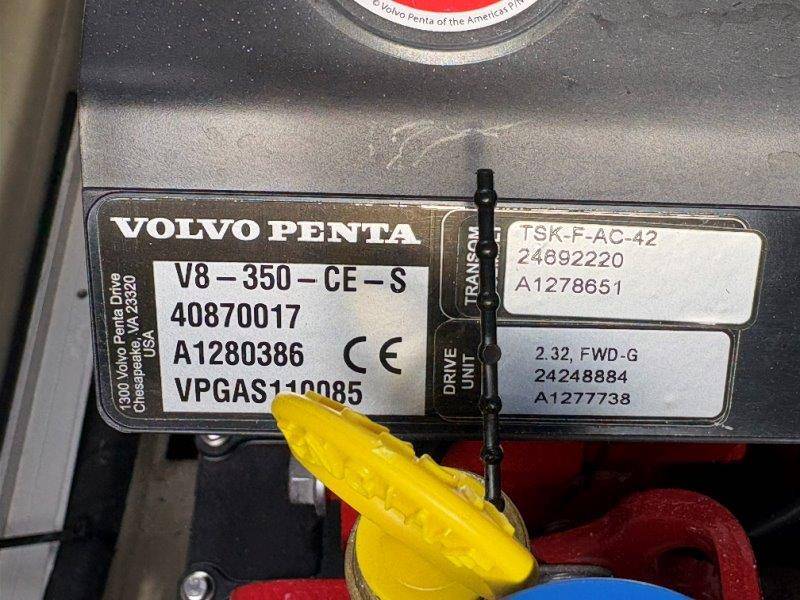 ©Volvo Penta of the Americas P/N
VOLVO PENTA
1300 Volvo Penta Drive
Chesapeake, VA 23320
USA
V8-350-CE-S
40870017
A1280386 CE
VPGAS110085
TRANSOM
TSK-F-AC-42
24692220
A1278651
DRIVE
UNIT
2.32, FWD-G
24248884
A1277738